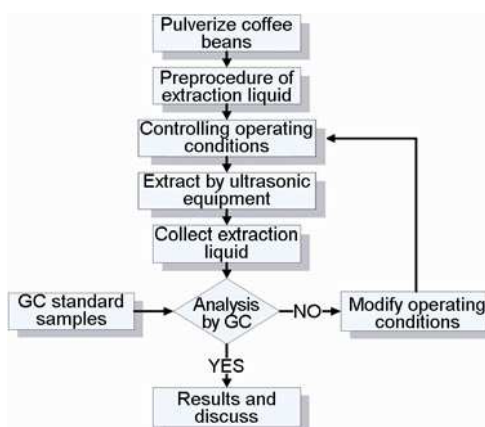 Pulverize coffee
beans
Preprocedure of
extraction liquid
Controlling operating
conditions
Extract by ultrasonic
equipment
Collect extraction
liquid
GC standard
samples
Analysis
by GC
NO
Modify operating
conditions
YES
Results and
discuss